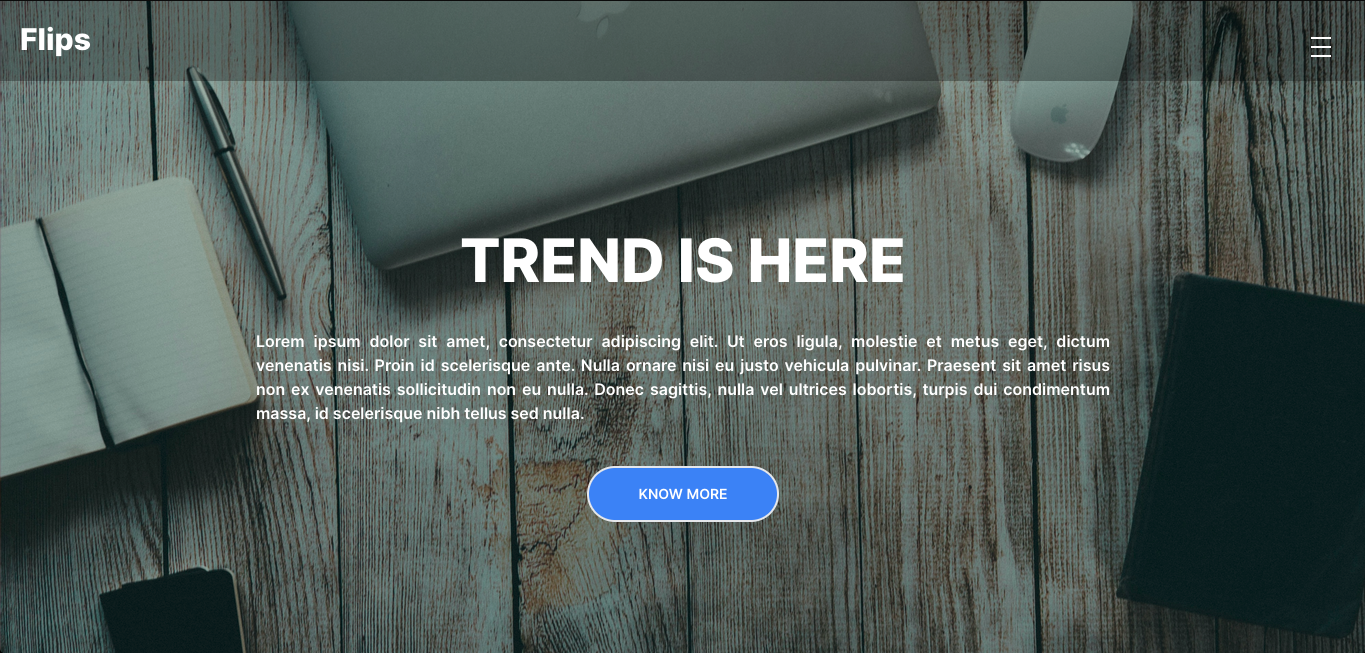 Flips
TREND IS HERE
Lorem ipsum dolor sit amet, consectetur adipiscing elit. Ut eros ligula, molestie et metus eget, dictum
venenatis nisi. Proin id scelerisque ante. Nulla ornare nisi eu justo vehicula pulvinar. Praesent sit amet risus
non ex venenatis sollicitudin non eu nulla. Donec sagittis, nulla vel ultrices lobortis, turpis dui condimentum
massa, id scelerisque nibh tellus sed nulla.
KNOW MORE